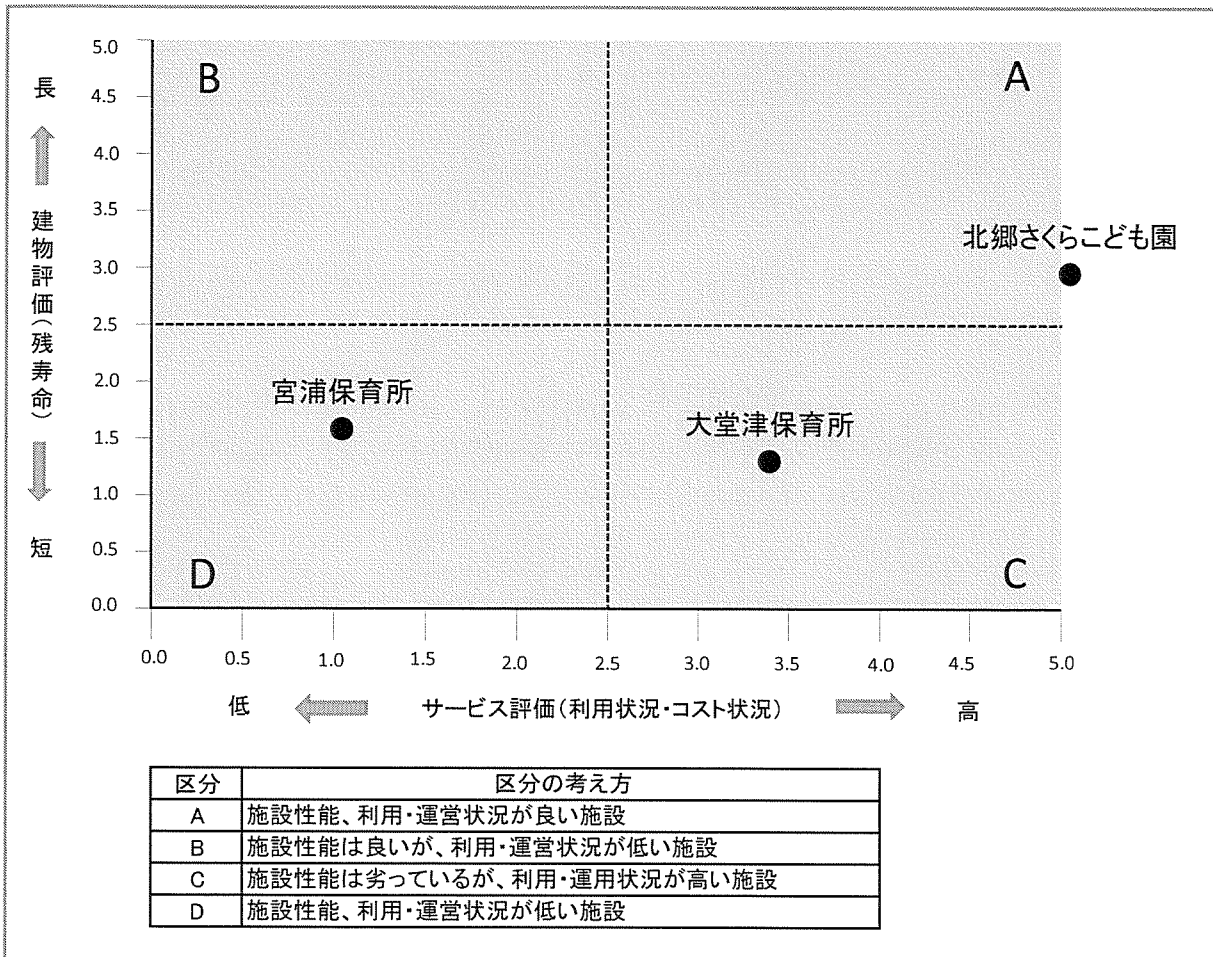 5.0
4.5
4.0
3.5
3.0
2.5
2.0
1.5
1.0
0.5
0.0
長
建物評価(残寿命)
短
B
A
北郷さくらこども園
宮浦保育所
大堂津保育所
D
C
0.0 0.5 1.0 1.5 2.0 2.5 3.0 3.5 4.0 4.5 5.0
低 サービス評価(利用状況・コスト状況) 高
区分 区分の考え方
A 施設性能、利用・運営状況が良い施設
B 施設性能は良いが、利用・運営状況が低い施設
C 施設性能は劣っているが、利用・運用状況が高い施設
D 施設性能、利用・運営状況が低い施設